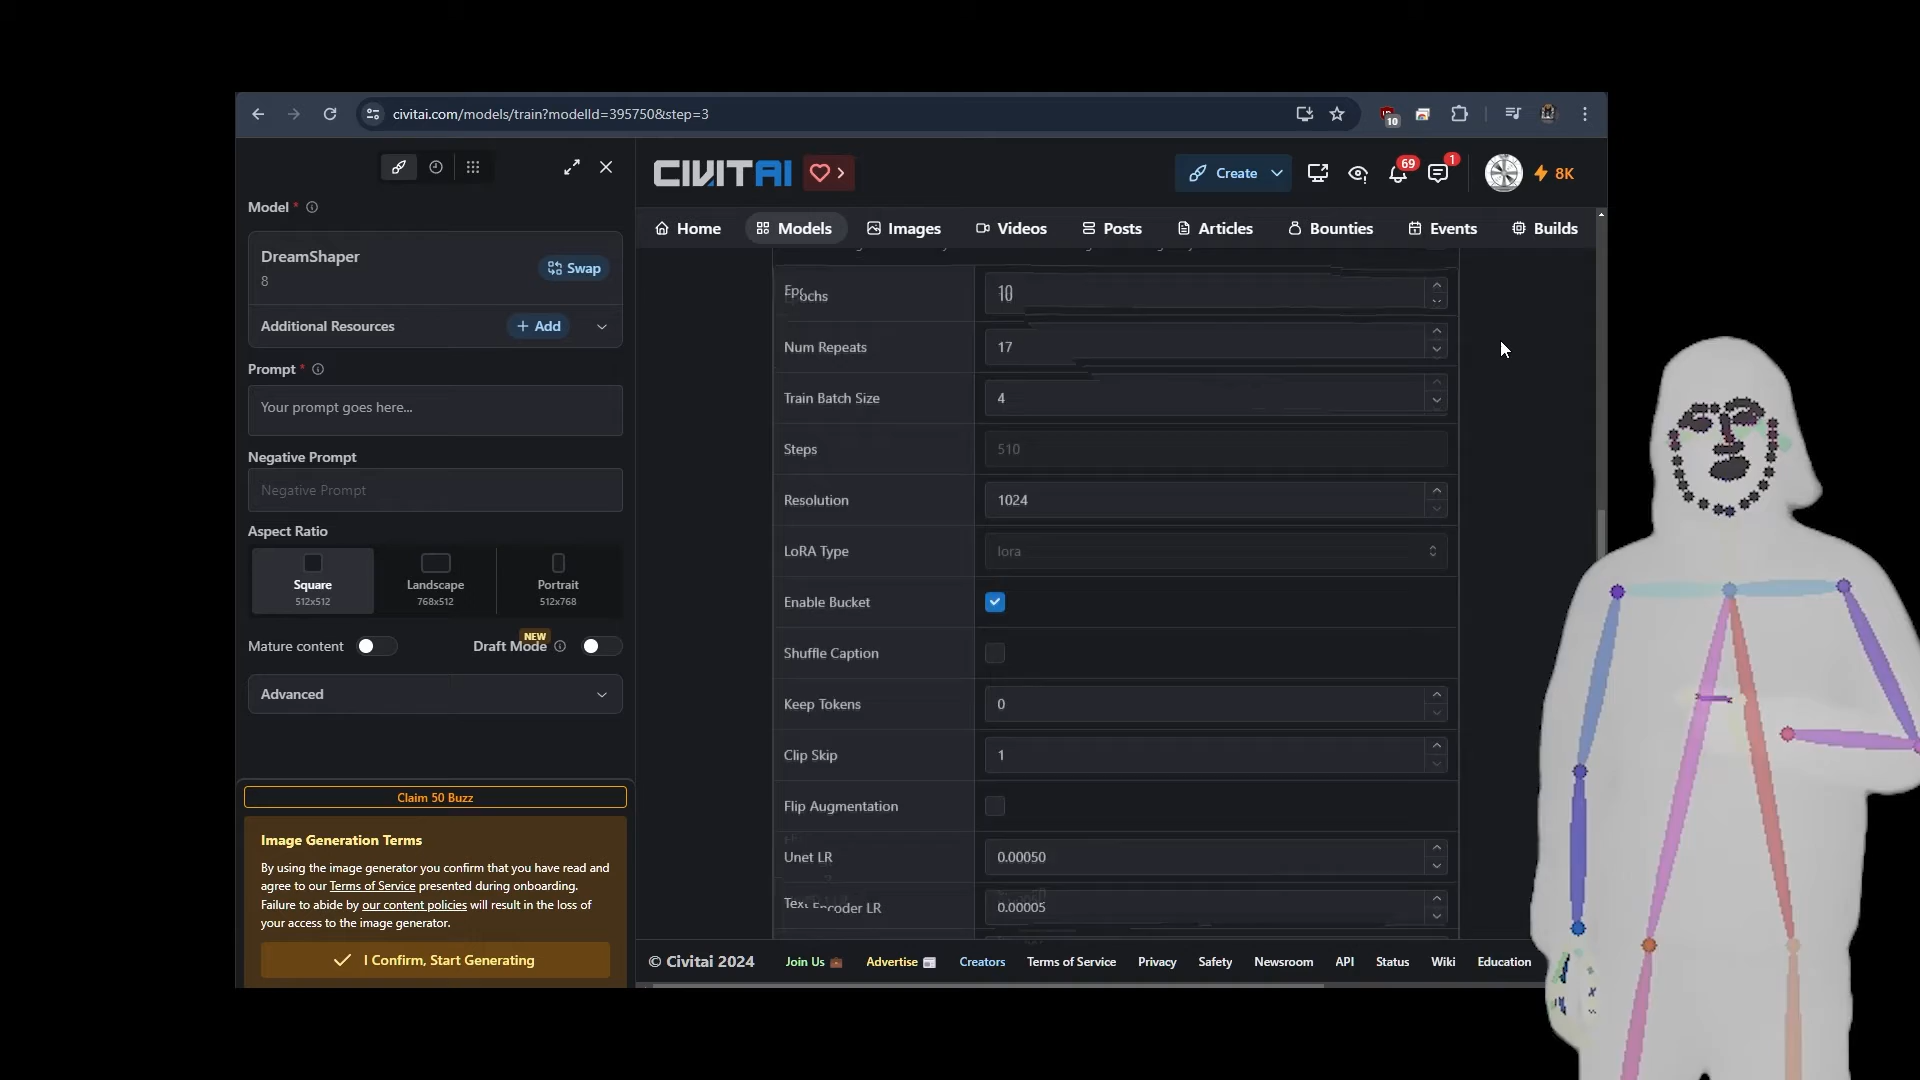 civitai.com/models/train?modelId=395750&step=3
10
CIVITAI
Create
69
1
8K
Model *
DreamShaper
8
Swap
Additional Resources
Add
Prompt *
Your prompt goes here...
Negative Prompt
Negative Prompt
Aspect Ratio
Square
512x512
Landscape
768x512
Portrait
512x768
Mature content
NEW
Draft Mode
Advanced
Claim 50 Buzz
Image Generation Terms
By using the image generator you confirm that you have read and
agree to our Terms of Service presented during onboarding.
Failure to abide by our content policies will result in the loss of
your access to the image generator.
I Confirm, Start Generating
Home
Models
Images
Videos
Posts
Articles
Bounties
Events
Builds
Epochs
10
Num Repeats
17
Train Batch Size
4
Steps
510
Resolution
1024
LoRA Type
lora
Enable Bucket
Shuffle Caption
Keep Tokens
0
Clip Skip
1
Flip Augmentation
Unet LR
0.00050
Text Encoder LR
0.00005
© Civitai 2024
Join Us
Advertise
Creators
Terms of Service
Privacy
Safety
Newsroom
API
Status
Wiki
Education